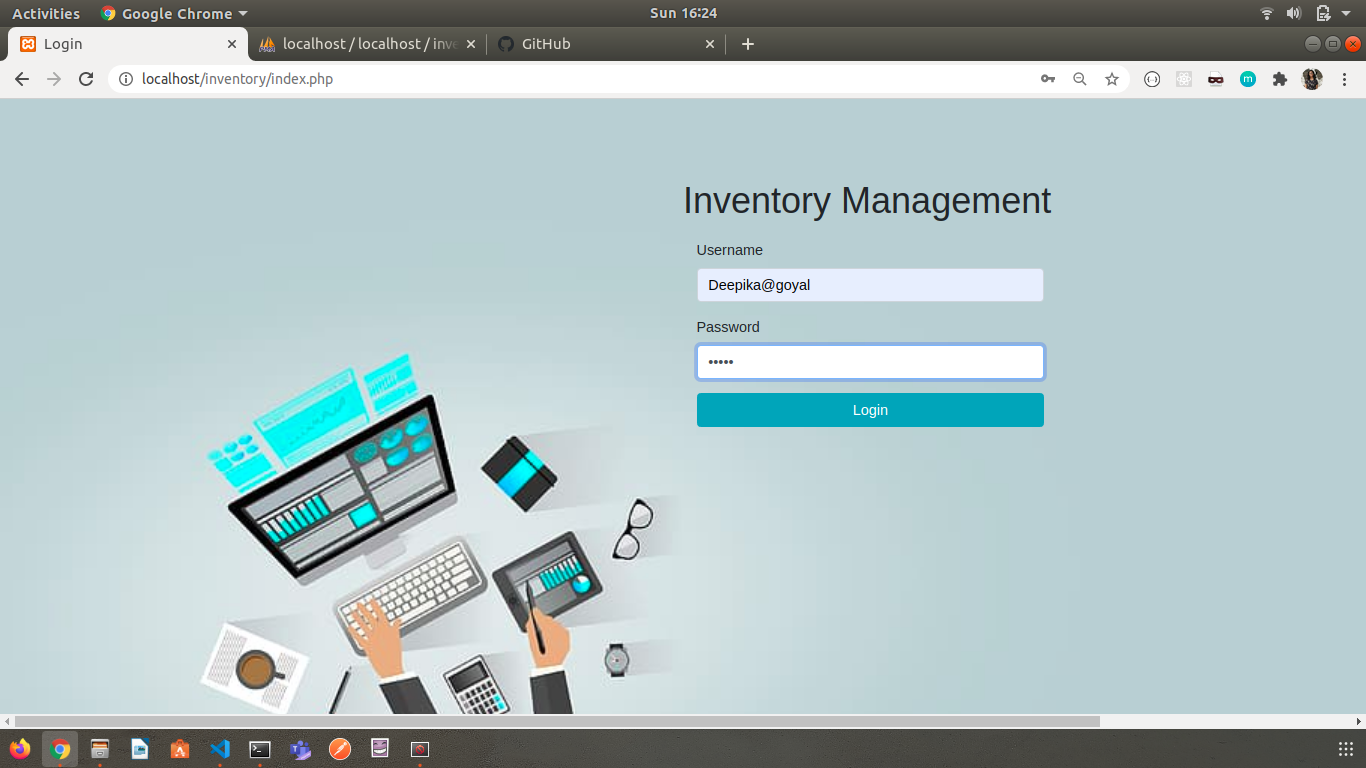 Activities Google Chrome Sun 16:24
Login localhost / localhost / inve GitHub
localhost/inventory/index.php
Inventory Management
Username
Deepika@goyal
Password
•••••
Login